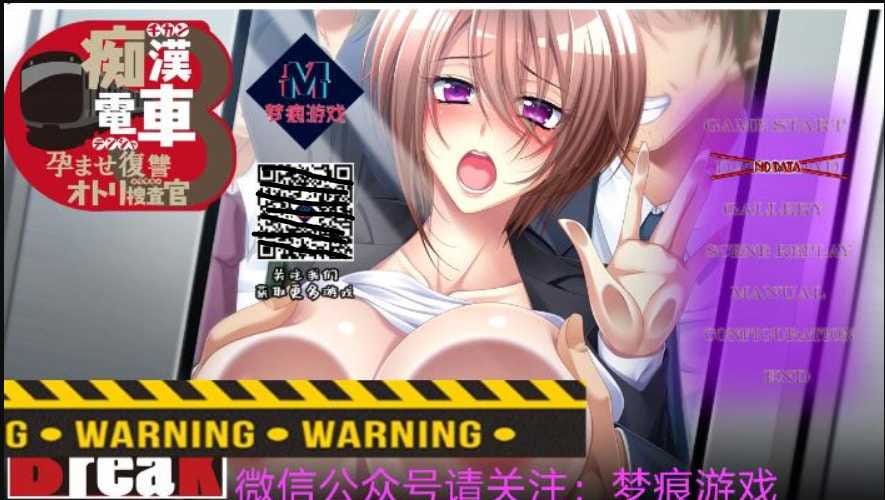 チカン
痴漢
電車
デンシャ
孕ませ復讐
オトリ捜査官
M
梦痕游戏
关注我们
获取更多游戏
GAME START
NO DATA
GALLERY
SCENE REPLAY
MANUAL
CONFIGURATION
END
G • WARNING • WARNING •
Break
微信公众号请关注：梦痕游戏